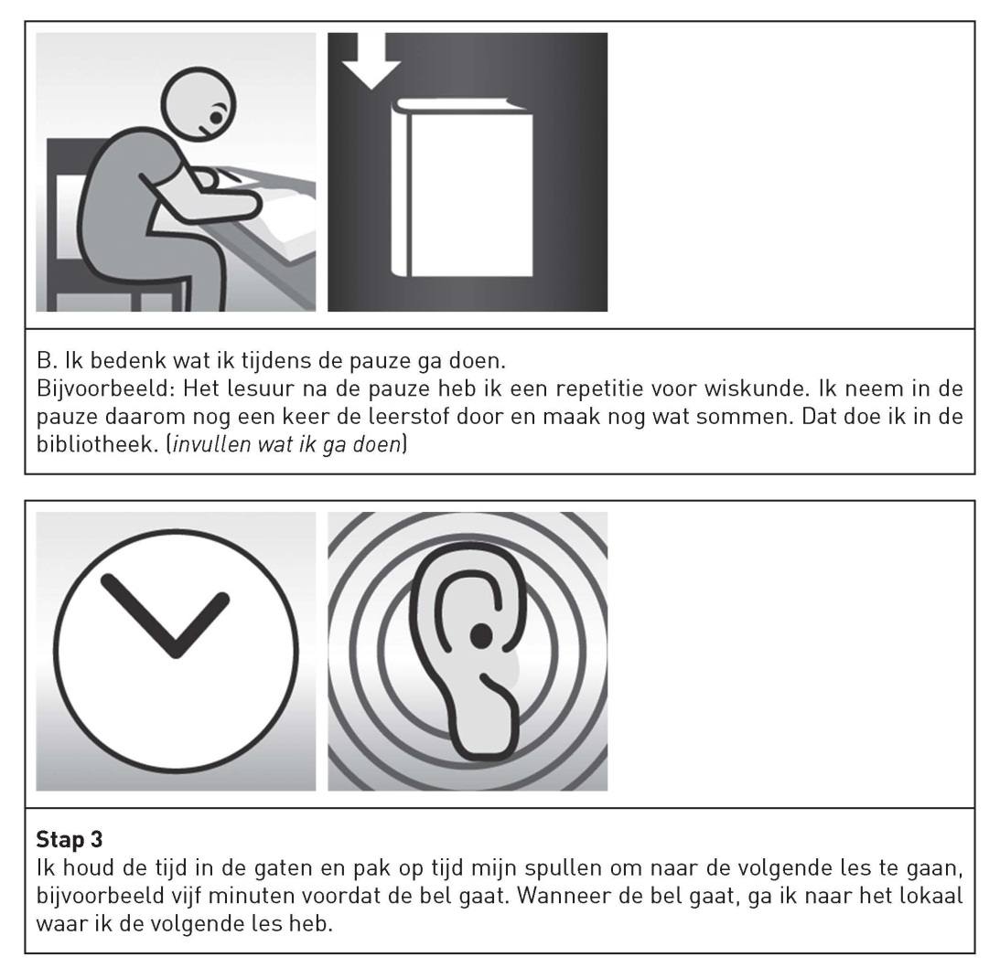 B. Ik bedenk wat ik tijdens de pauze ga doen.
Bijvoorbeeld: Het lesuur na de pauze heb ik een repetitie voor wiskunde. Ik neem in de
pauze daarom nog een keer de leerstof door en maak nog wat sommen. Dat doe ik in de
bibliotheek. (invullen wat ik ga doen)
Stap 3
Ik houd de tijd in de gaten en pak op tijd mijn spullen om naar de volgende les te gaan,
bijvoorbeeld vijf minuten voordat de bel gaat. Wanneer de bel gaat, ga ik naar het lokaal
waar ik de volgende les heb.